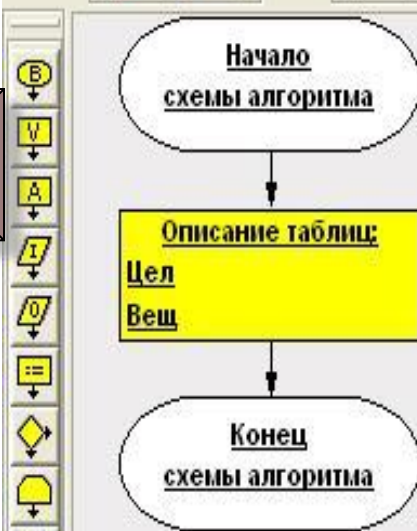 B
V
A
I
O
:=
Начало
схемы алгоритма
Описание таблиц:
Цел
Вещ
Конец
схемы алгоритма